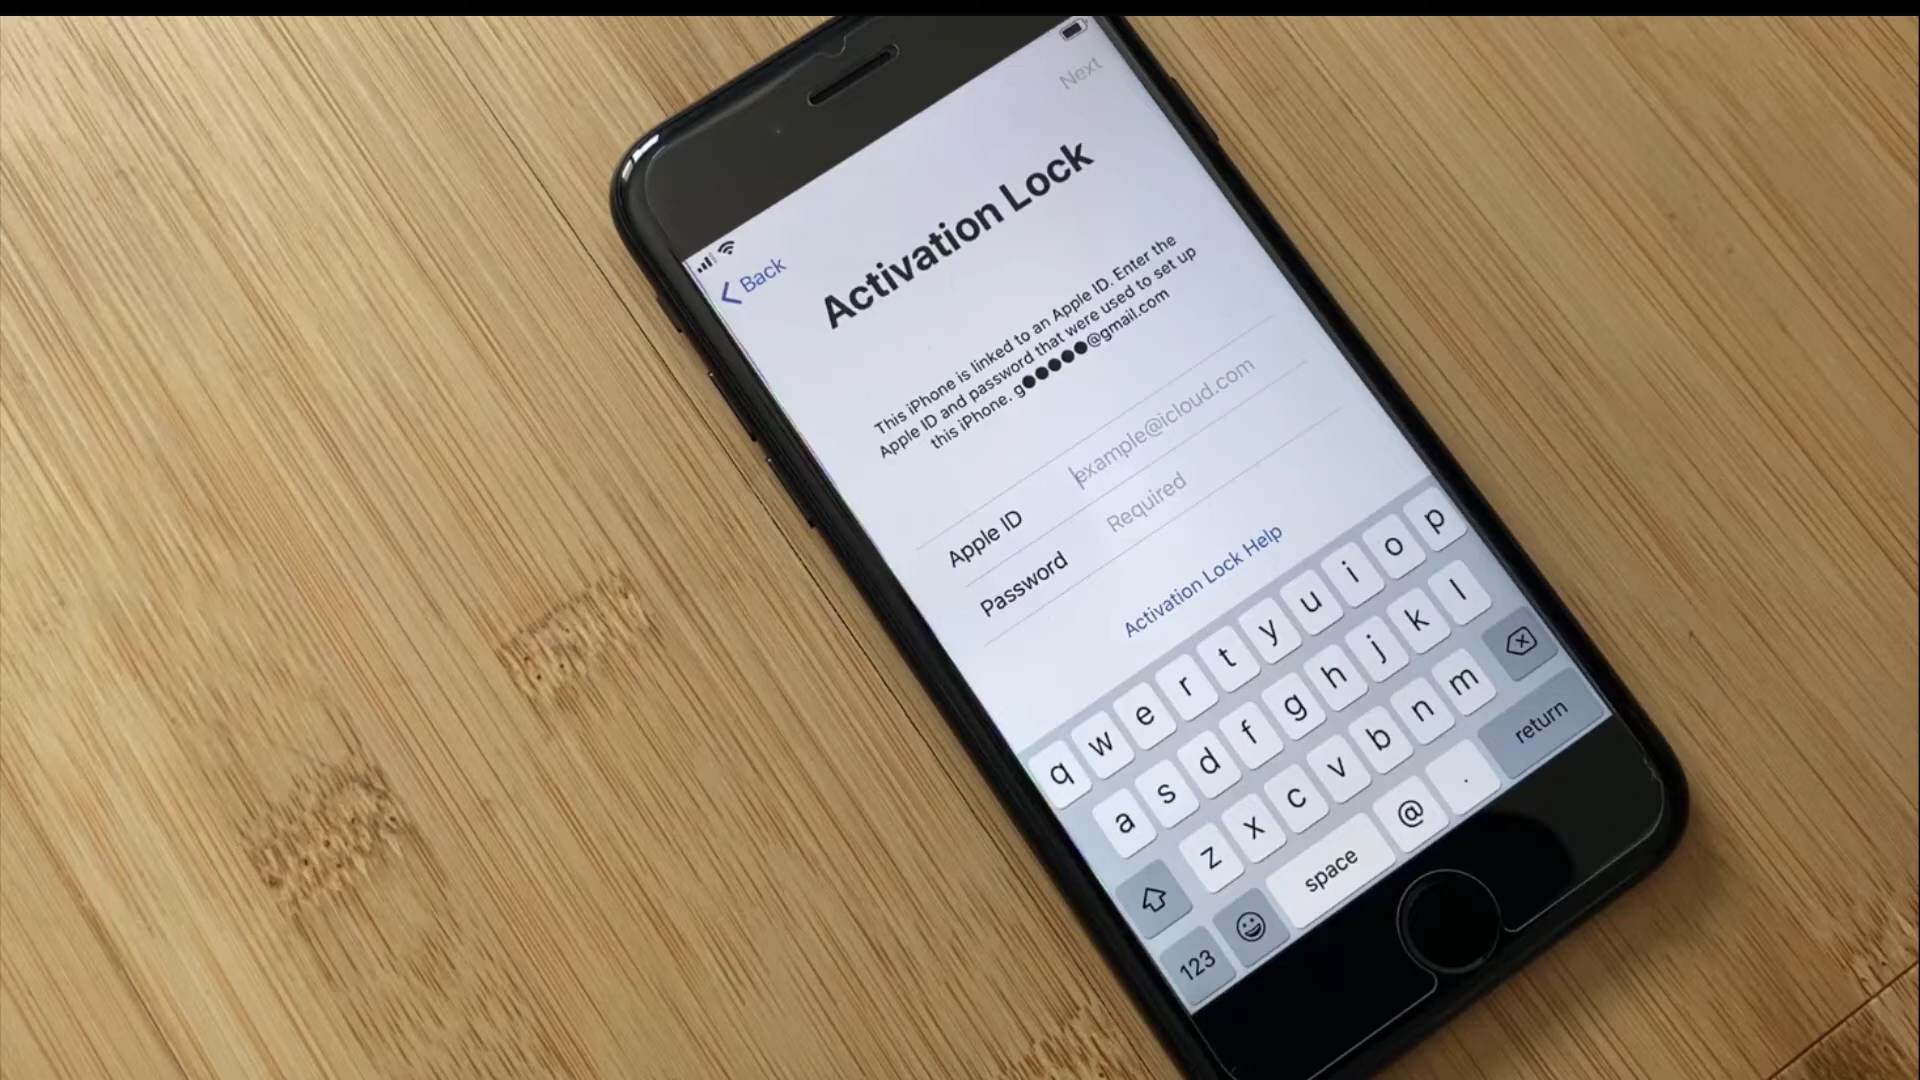 Next
Back
Activation Lock
This iPhone is linked to an Apple ID. Enter the
Apple ID and password that were used to set up
this iPhone. g●●●●●@gmail.com
Apple ID example@icloud.com
Password Required
Activation Lock Help
q w e r t y u i o p
a s d f g h j k l
z x c v b n m
123 space @ . return